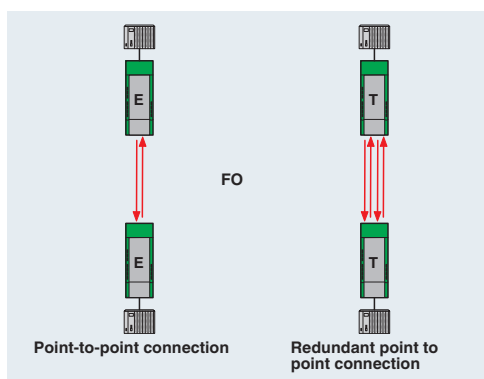 E
T
FO
E
T
Point-to-point connection
Redundant point to
point connection